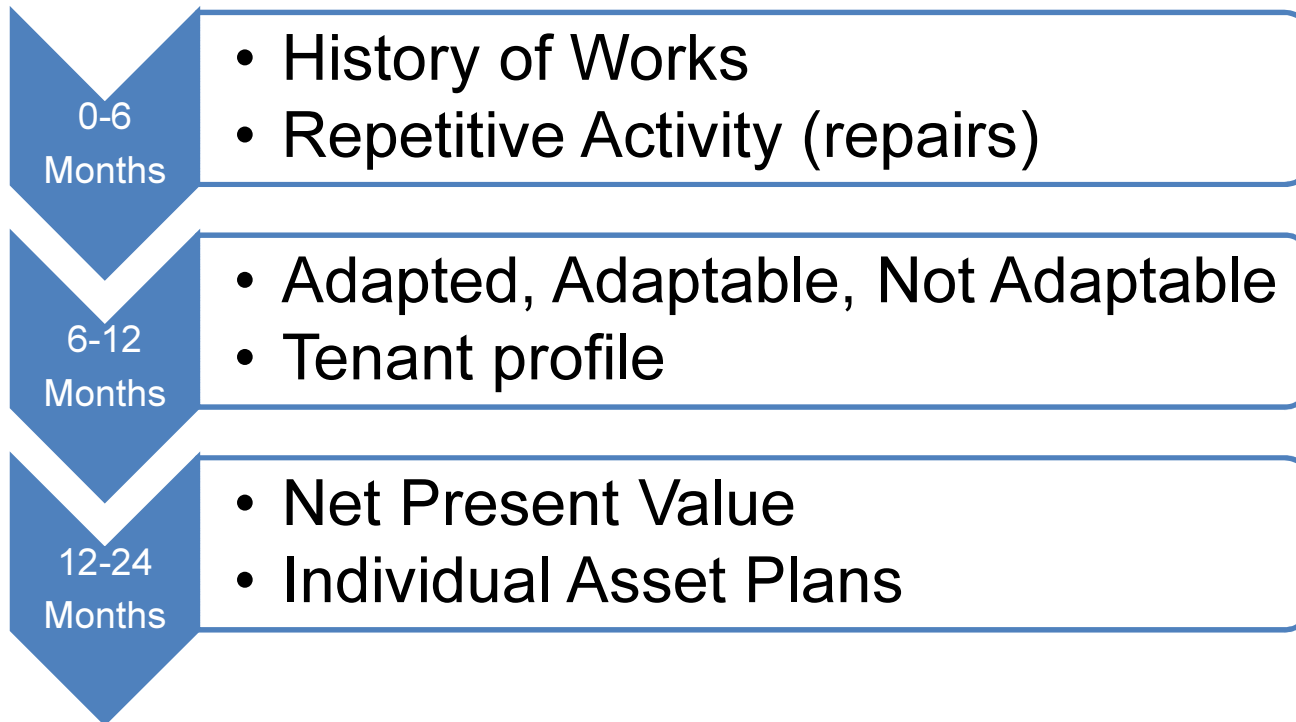 0-6
Months
• History of Works
• Repetitive Activity (repairs)
6-12
Months
• Adapted, Adaptable, Not Adaptable
• Tenant profile
12-24
Months
• Net Present Value
• Individual Asset Plans